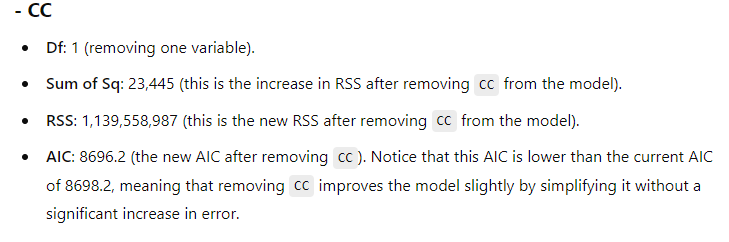 - CC
• Df: 1 (removing one variable).
• Sum of Sq: 23,445 (this is the increase in RSS after removing CC from the model).
• RSS: 1,139,558,987 (this is the new RSS after removing CC from the model).
• AIC: 8696.2 (the new AIC after removing CC ). Notice that this AIC is lower than the current AIC
of 8698.2, meaning that removing CC improves the model slightly by simplifying it without a
significant increase in error.